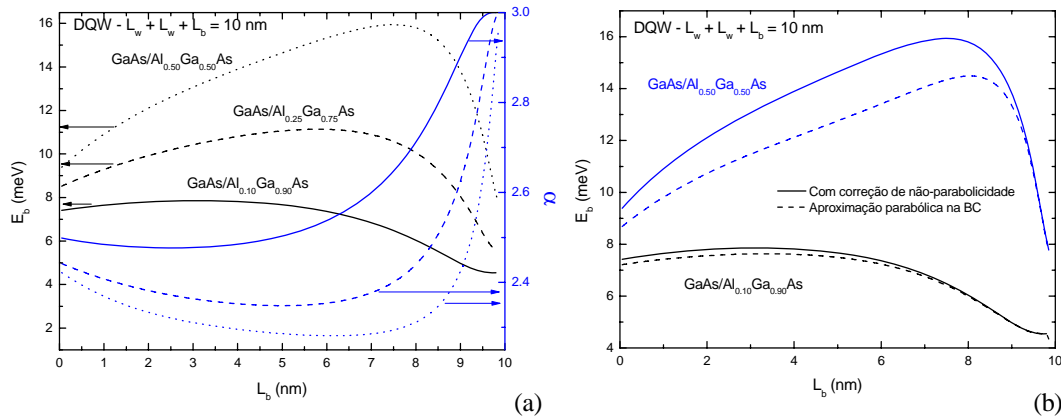 DQW - L_w + L_w + L_b = 10 nm
GaAs/Al_0.50Ga_0.50As
GaAs/Al_0.25Ga_0.75As
GaAs/Al_0.10Ga_0.90As
E_b (meV)
16
14
12
10
8
6
4
2
3.0
2.8
2.6
2.4
α
0 1 2 3 4 5 6 7 8 9 10
L_b (nm)
(a)
DQW - L_w + L_w + L_b = 10 nm
GaAs/Al_0.50Ga_0.50As
Com correção de não-parabolicidade
Aproximação parabólica na BC
GaAs/Al_0.10Ga_0.90As
E_b (meV)
16
14
12
10
8
6
4
0 2 4 6 8 10
L_b (nm)
(b)